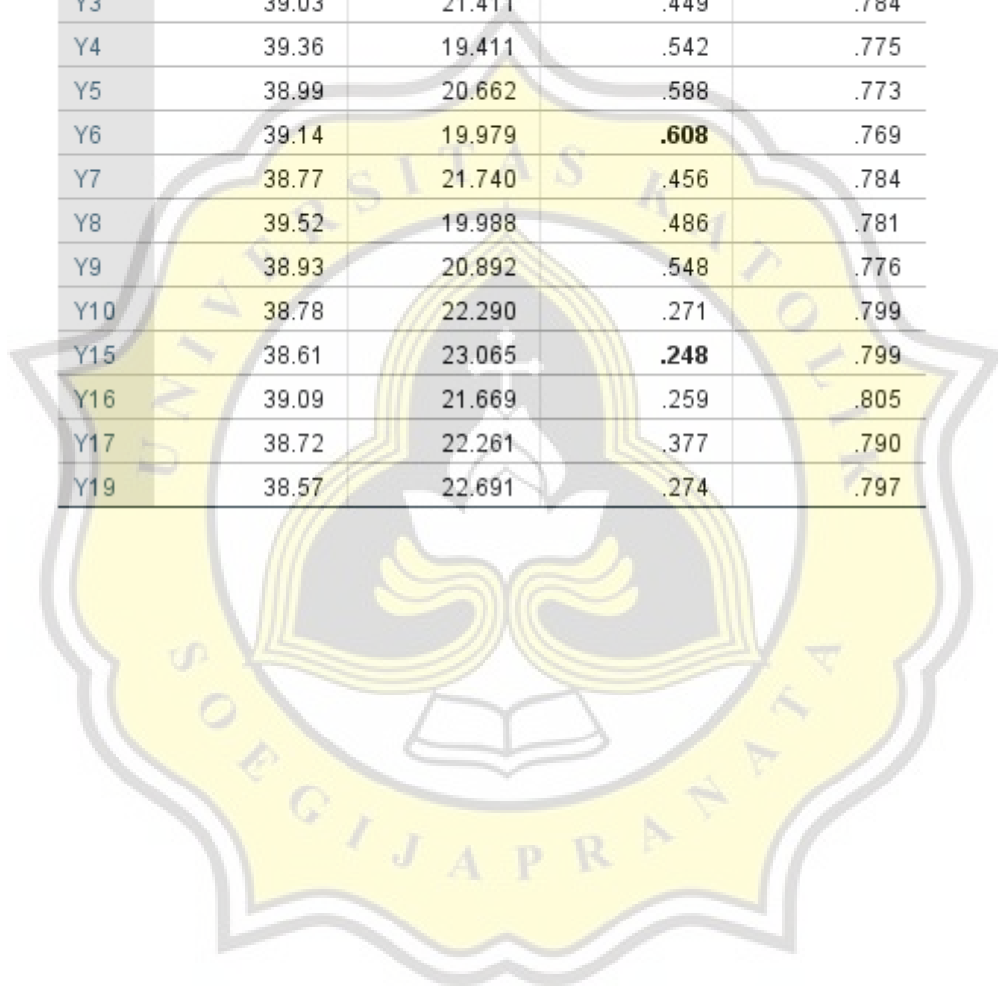 Y3 39.03 21.411 .449 .784
Y4 39.36 19.411 .542 .775
Y5 38.99 20.662 .588 .773
Y6 39.14 19.979 .608 .769
Y7 38.77 21.740 .456 .784
Y8 39.52 19.988 .486 .781
Y9 38.93 20.892 .548 .776
Y10 38.78 22.290 .271 .799
Y15 38.61 23.065 .248 .799
Y16 39.09 21.669 .259 .805
Y17 38.72 22.261 .377 .790
Y19 38.57 22.691 .274 .797
UNIVERSITAS KATOLIK
SOEGIJAPRANATA